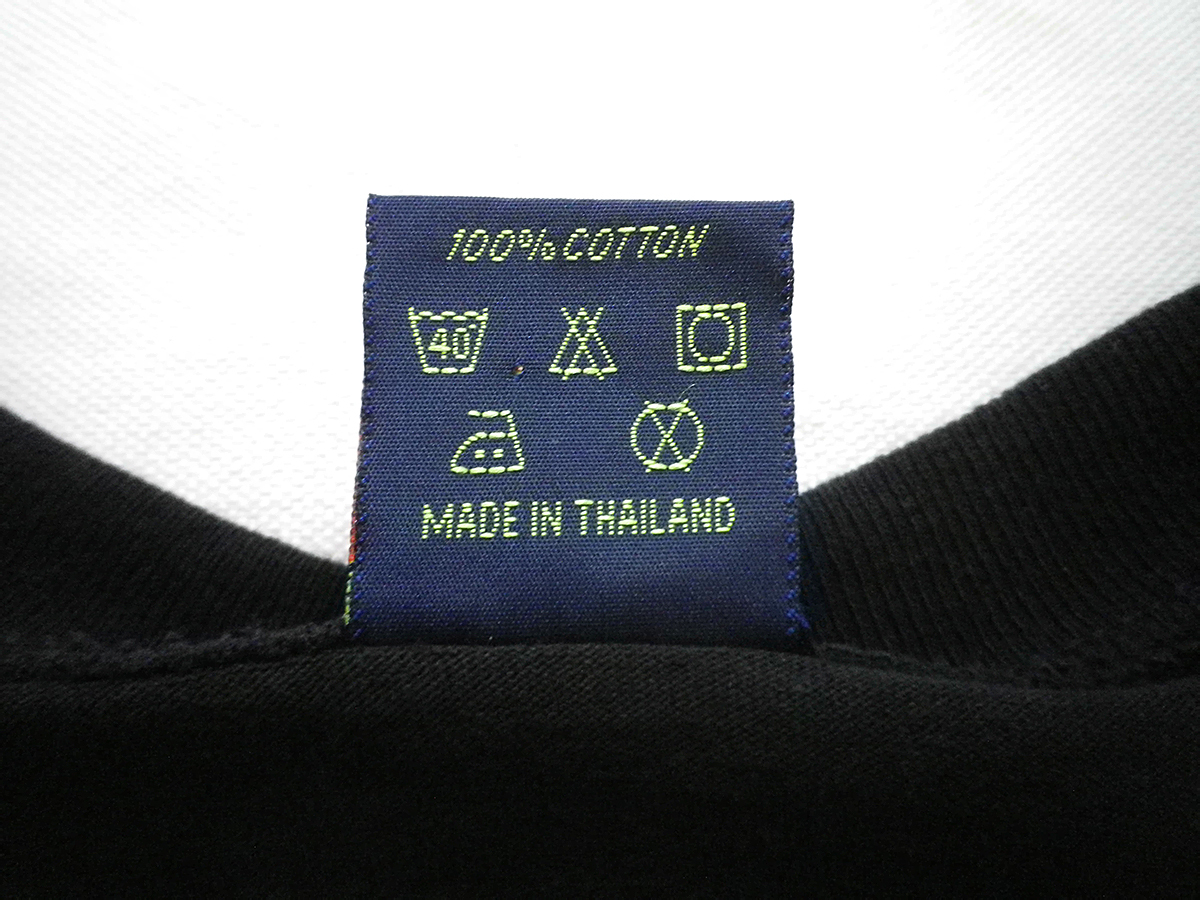 100% COTTON
40°
MADE IN THAILAND